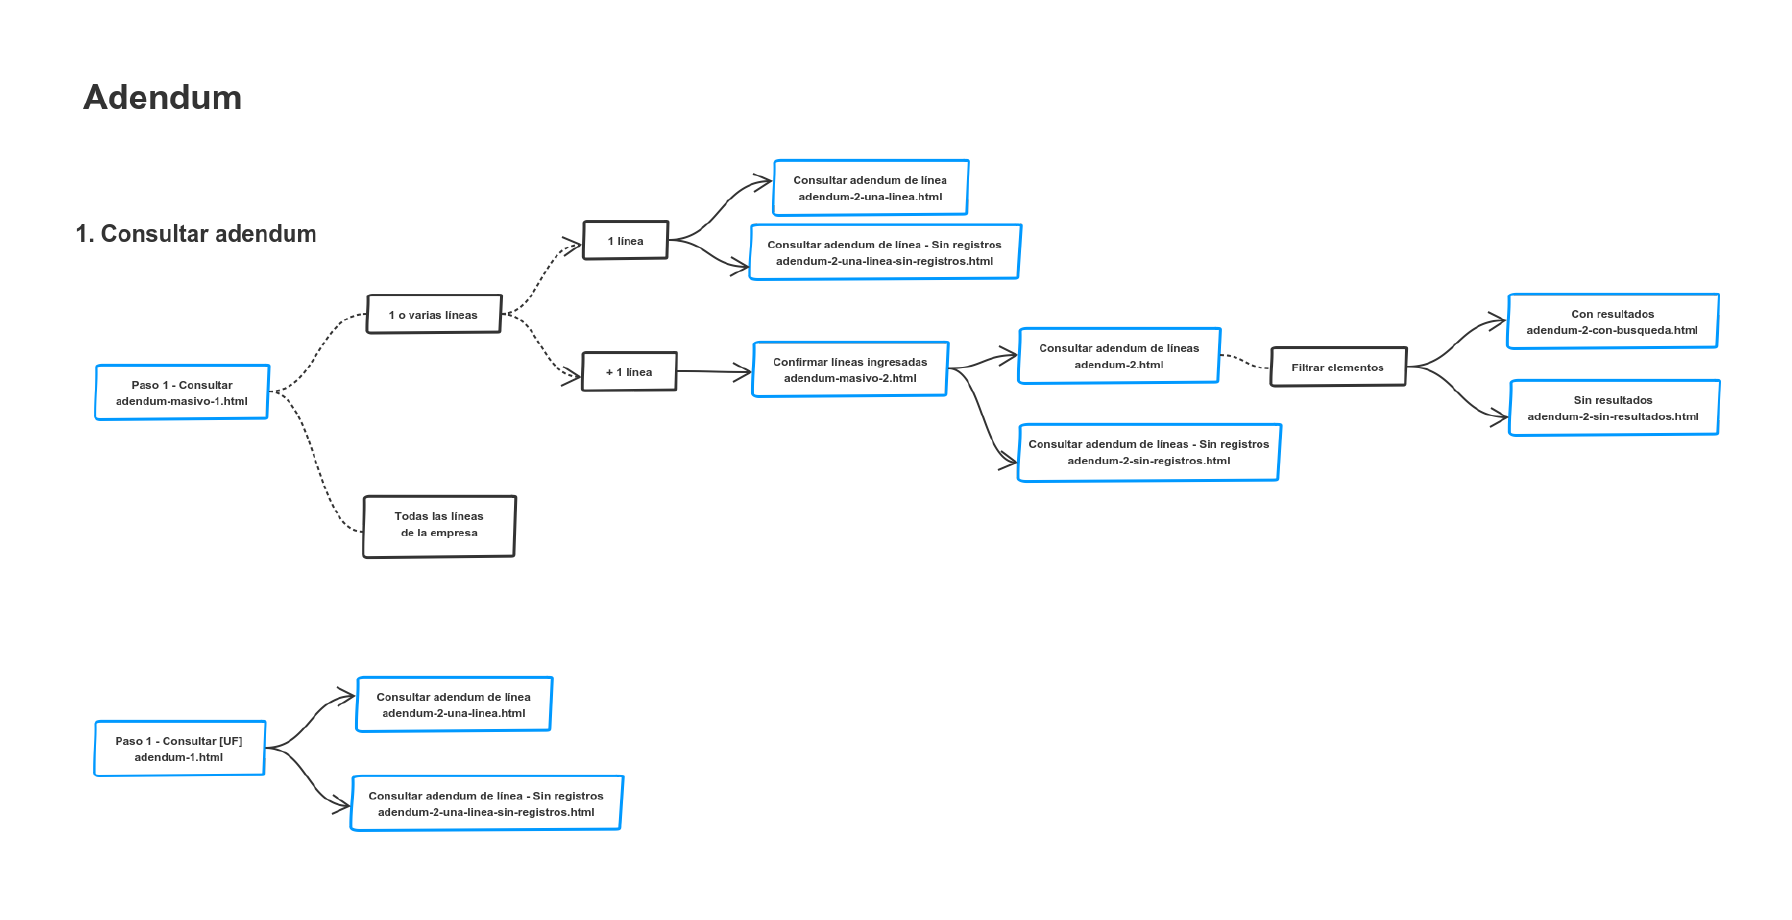 Adendum
1. Consultar adendum
Paso 1 - Consultar
adendum-masivo-1.html
1 o varias líneas
Todas las líneas
de la empresa
1 línea
+ 1 línea
Consultar adendum de línea
adendum-2-una-linea.html
Consultar adendum de línea - Sin registros
adendum-2-una-linea-sin-registros.html
Confirmar líneas ingresadas
adendum-masivo-2.html
Consultar adendum de líneas
adendum-2.html
Consultar adendum de líneas - Sin registros
adendum-2-sin-registros.html
Filtrar elementos
Con resultados
adendum-2-con-busqueda.html
Sin resultados
adendum-2-sin-resultados.html
Paso 1 - Consultar [UF]
adendum-1.html
Consultar adendum de línea
adendum-2-una-linea.html
Consultar adendum de línea - Sin registros
adendum-2-una-linea-sin-registros.html